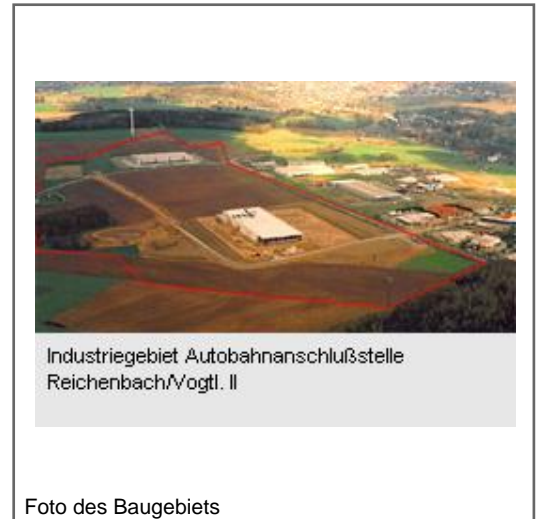 Industriegebiet Autobahnanschlußstelle
Reichenbach/Vogtl. II
Foto des Baugebiets